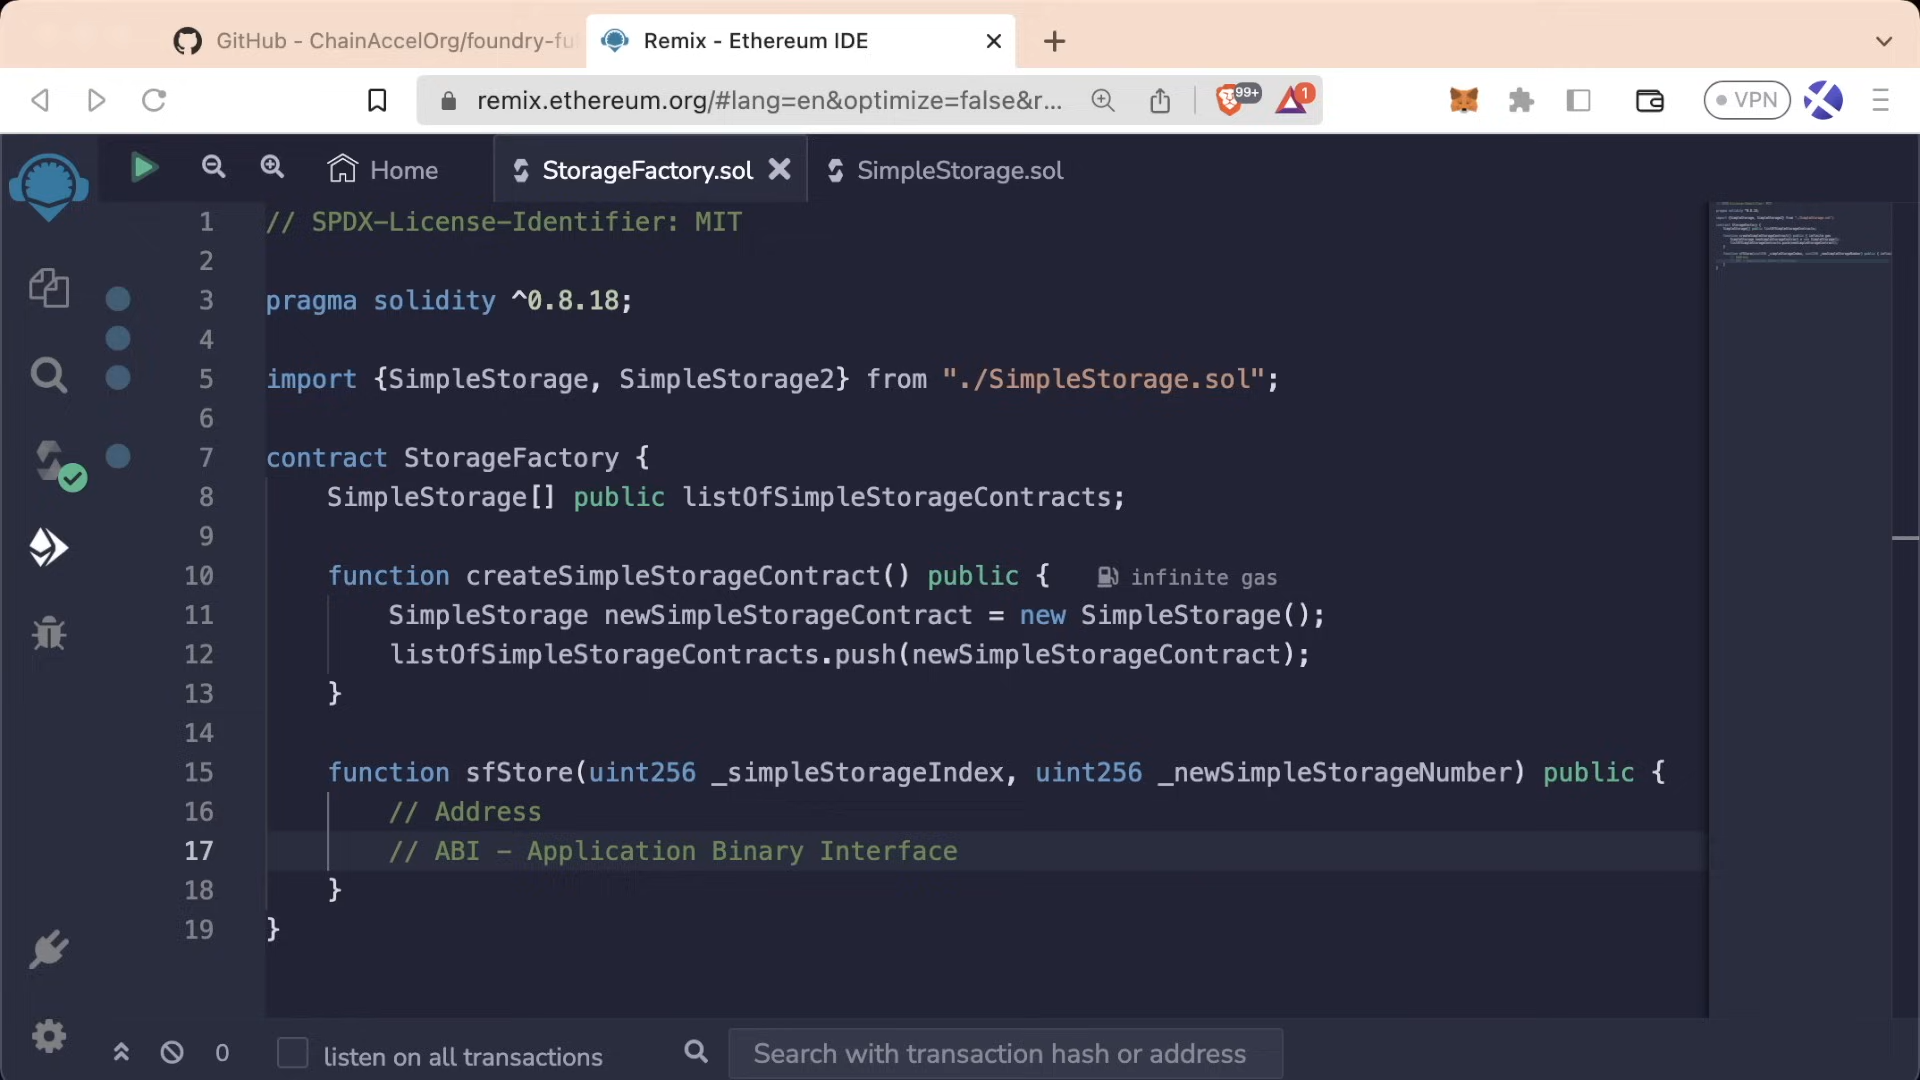 GitHub - ChainAccelOrg/foundry-fu
Remix - Ethereum IDE
remix.ethereum.org/#lang=en&optimize=false&r...
99+
1
VPN
Home
StorageFactory.sol
SimpleStorage.sol
1 // SPDX-License-Identifier: MIT
2
3 pragma solidity ^0.8.18;
4
5 import {SimpleStorage, SimpleStorage2} from "./SimpleStorage.sol";
6
7 contract StorageFactory {
8 SimpleStorage[] public listOfSimpleStorageContracts;
9
10 function createSimpleStorageContract() public { infinite gas
11 SimpleStorage newSimpleStorageContract = new SimpleStorage();
12 listOfSimpleStorageContracts.push(newSimpleStorageContract);
13 }
14
15 function sfStore(uint256 _simpleStorageIndex, uint256 _newSimpleStorageNumber) public {
16 // Address
17 // ABI - Application Binary Interface
18 }
19 }
0
listen on all transactions
Search with transaction hash or address